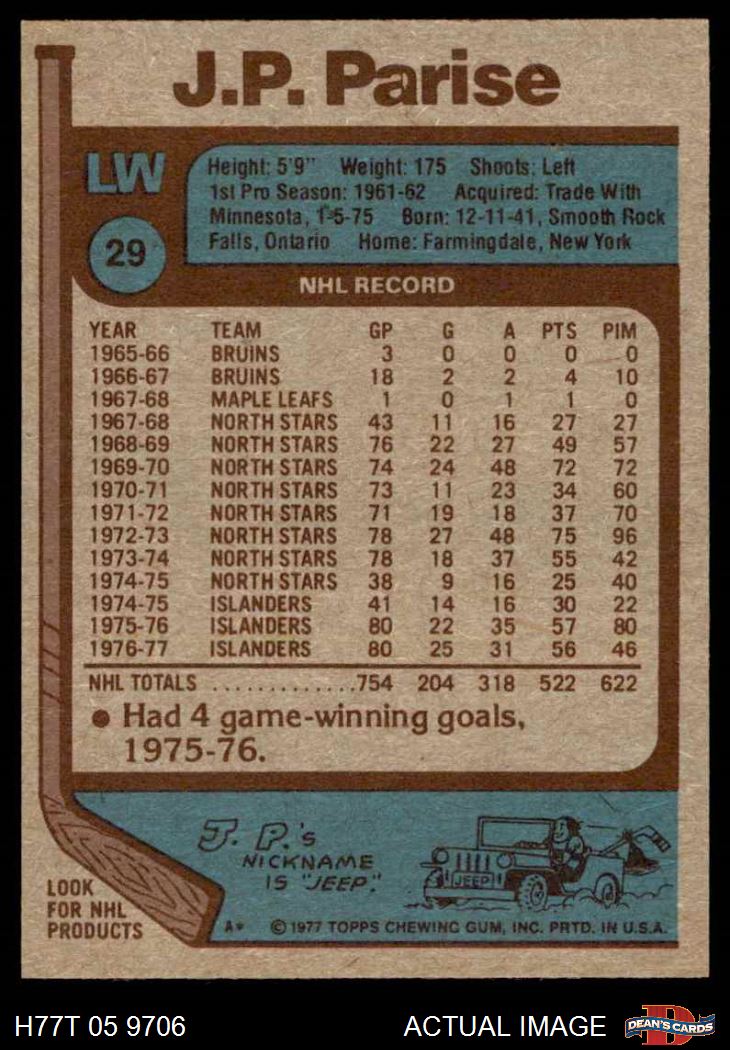 J.P. Parise
LW
29
Height: 5'9" Weight: 175 Shoots: Left
1st Pro Season: 1961-62 Acquired: Trade With
Minnesota, 1-5-75 Born: 12-11-41, Smooth Rock
Falls, Ontario Home: Farmingdale, New York
NHL RECORD
YEAR TEAM GP G A PTS PIM
1965-66 BRUINS 3 0 0 0 0
1966-67 BRUINS 18 2 2 4 10
1967-68 MAPLE LEAFS 1 0 1 1 0
1967-68 NORTH STARS 43 11 16 27 27
1968-69 NORTH STARS 76 22 27 49 57
1969-70 NORTH STARS 74 24 48 72 72
1970-71 NORTH STARS 73 11 23 34 60
1971-72 NORTH STARS 71 19 18 37 70
1972-73 NORTH STARS 78 27 48 75 96
1973-74 NORTH STARS 78 18 37 55 42
1974-75 NORTH STARS 38 9 16 25 40
1974-75 ISLANDERS 41 14 16 30 22
1975-76 ISLANDERS 80 22 35 57 80
1976-77 ISLANDERS 80 25 31 56 46
NHL TOTALS .............754 204 318 522 622
● Had 4 game-winning goals,
1975-76.
J. P.'s
NICKNAME
IS "JEEP."
JEEP
LOOK
FOR NHL
PRODUCTS
A* ©1977 TOPPS CHEWING GUM, INC. PRTD. IN U.S.A.
H77T 05 9706 ACTUAL IMAGE
D
DEAN'S CARDS